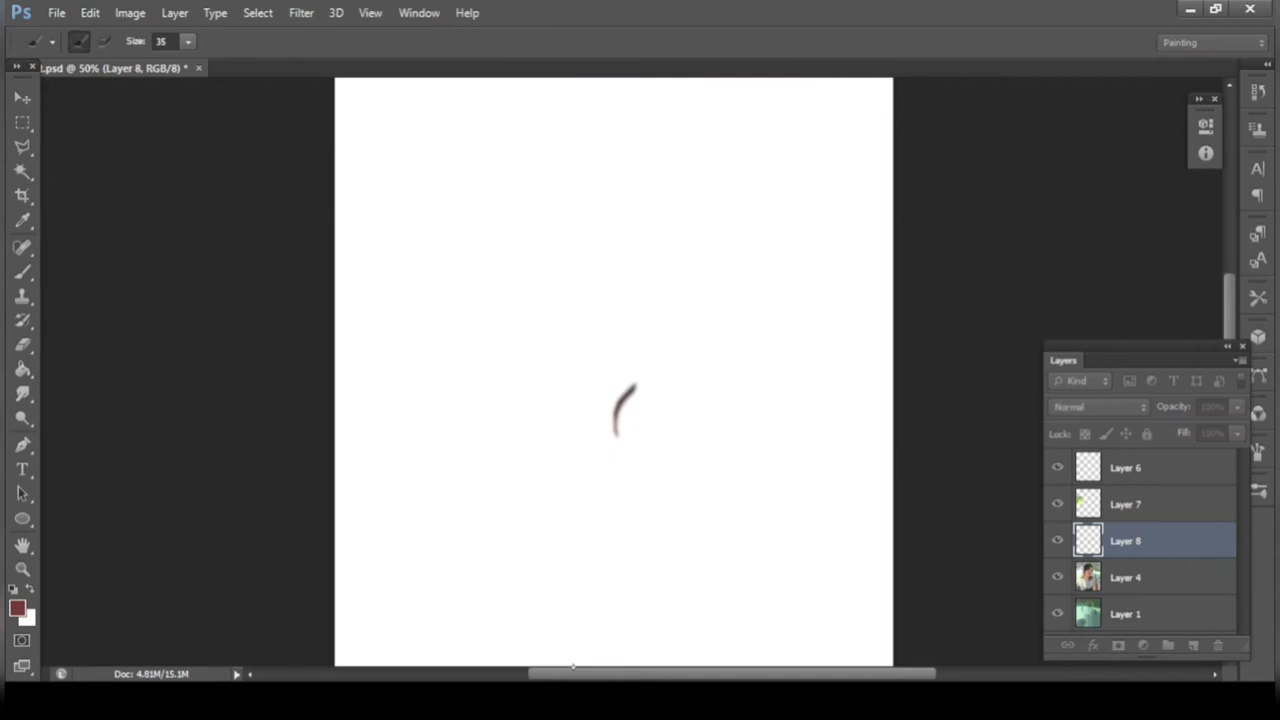 Ps File Edit Image Layer Type Select Filter 3D View Window Help
Size: 35 Painting
.psd @ 50% (Layer 8, RGB/8) *
Layers
Kind
Normal Opacity: 100%
Lock: Fill: 100%
Layer 6
Layer 7
Layer 8
Layer 4
Layer 1
fx
Doc: 4.81M/15.1M